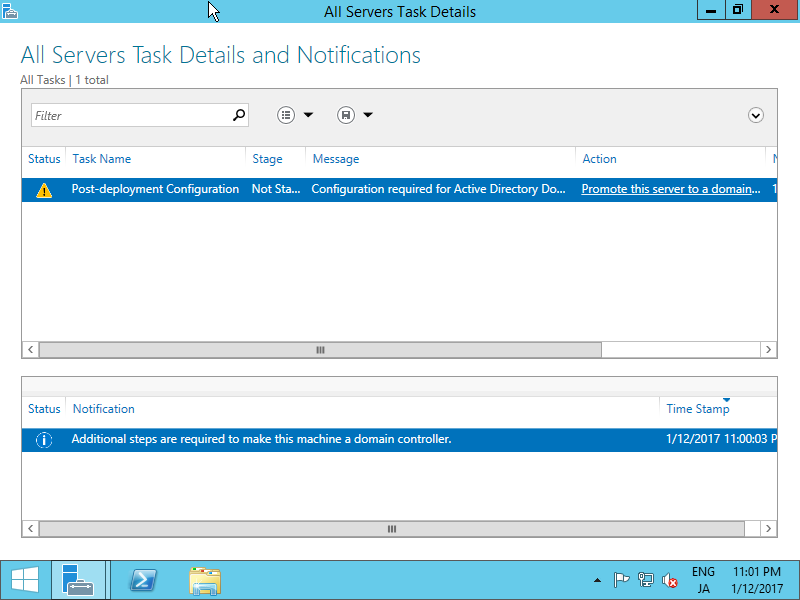 All Servers Task Details
All Servers Task Details and Notifications
All Tasks | 1 total
Filter
Status Task Name Stage Message Action
Post-deployment Configuration Not Sta... Configuration required for Active Directory Do... Promote this server to a domain... 1
Status Notification Time Stamp
Additional steps are required to make this machine a domain controller. 1/12/2017 11:00:03 P
ENG 11:01 PM
JA 1/12/2017